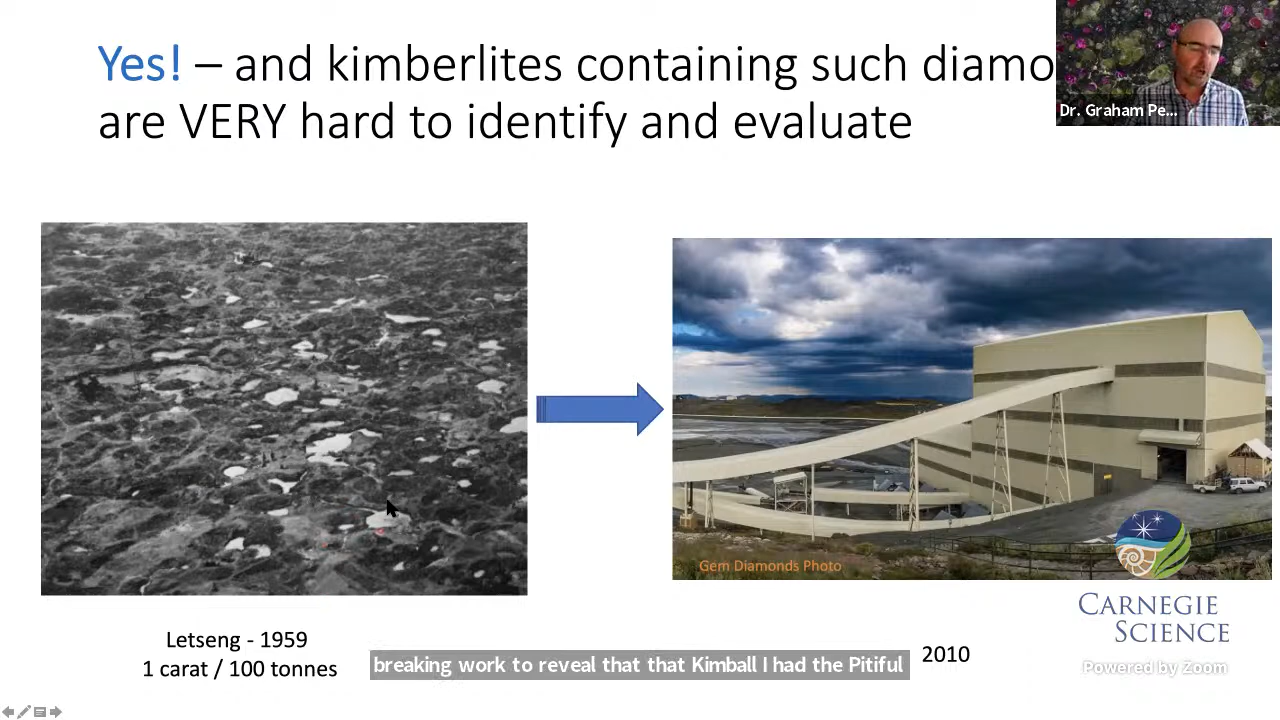 Yes! – and kimberlites containing such diamo
are VERY hard to identify and evaluate
Dr. Graham Pe...
Gem Diamonds Photo
CARNEGIE
SCIENCE
Letseng - 1959
1 carat / 100 tonnes
breaking work to reveal that that Kimball I had the Pitiful
2010
Powered by Zoom